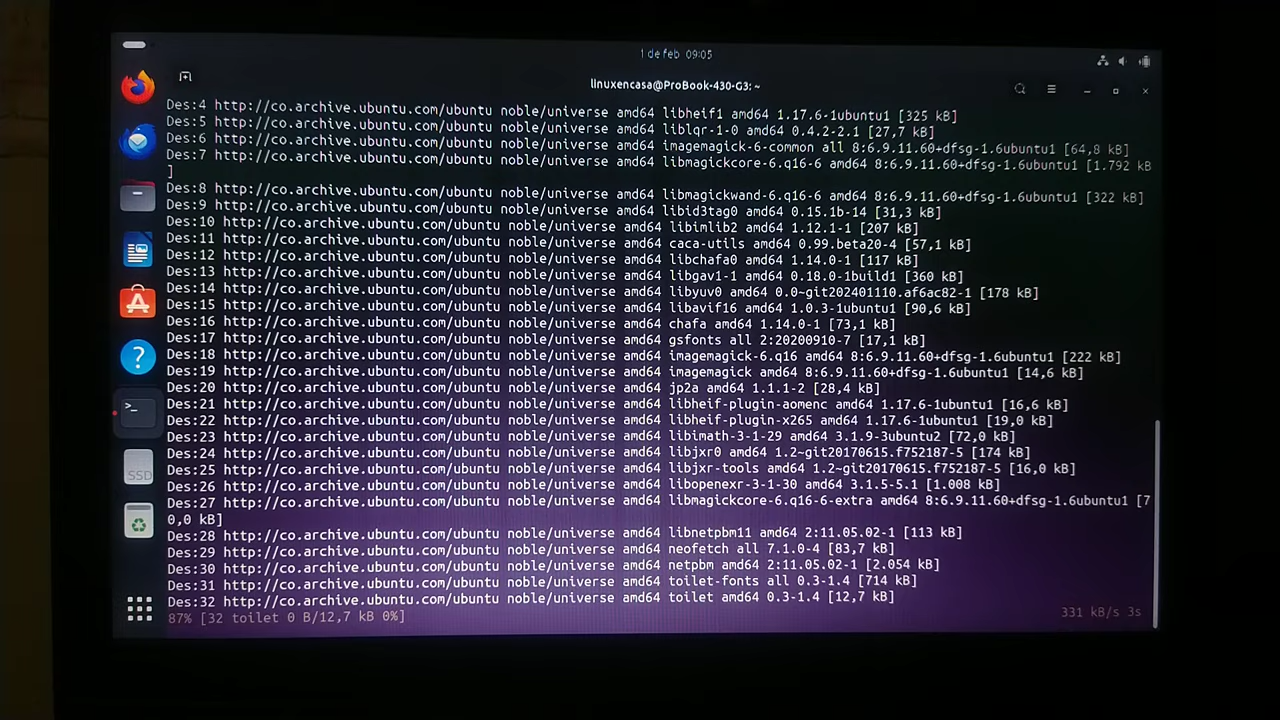 1 de feb 09:05
linuxencasa@ProBook-430-G3: ~
Des:4 http://co.archive.ubuntu.com/ubuntu noble/universe amd64 libheif1 amd64 1.17.6-1ubuntu1 [325 kB]
Des:5 http://co.archive.ubuntu.com/ubuntu noble/universe amd64 liblqr-1-0 amd64 0.4.2-2.1 [27,7 kB]
Des:6 http://co.archive.ubuntu.com/ubuntu noble/universe amd64 imagemagick-6-common all 8:6.9.11.60+dfsg-1.6ubuntu1 [64,8 kB]
Des:7 http://co.archive.ubuntu.com/ubuntu noble/universe amd64 libmagickcore-6.q16-6 amd64 8:6.9.11.60+dfsg-1.6ubuntu1 [1.792 kB
]
Des:8 http://co.archive.ubuntu.com/ubuntu noble/universe amd64 libmagickwand-6.q16-6 amd64 8:6.9.11.60+dfsg-1.6ubuntu1 [322 kB]
Des:9 http://co.archive.ubuntu.com/ubuntu noble/universe amd64 libid3tag0 amd64 0.15.1b-14 [31,3 kB]
Des:10 http://co.archive.ubuntu.com/ubuntu noble/universe amd64 libimlib2 amd64 1.12.1-1 [207 kB]
Des:11 http://co.archive.ubuntu.com/ubuntu noble/universe amd64 caca-utils amd64 0.99.beta20-4 [57,1 kB]
Des:12 http://co.archive.ubuntu.com/ubuntu noble/universe amd64 libchafa0 amd64 1.14.0-1 [117 kB]
Des:13 http://co.archive.ubuntu.com/ubuntu noble/universe amd64 libgav1-1 amd64 0.18.0-1build1 [360 kB]
Des:14 http://co.archive.ubuntu.com/ubuntu noble/universe amd64 libyuv0 amd64 0.0~git202401110.af6ac82-1 [178 kB]
Des:15 http://co.archive.ubuntu.com/ubuntu noble/universe amd64 libavif16 amd64 1.0.3-1ubuntu1 [90,6 kB]
Des:16 http://co.archive.ubuntu.com/ubuntu noble/universe amd64 chafa amd64 1.14.0-1 [73,1 kB]
Des:17 http://co.archive.ubuntu.com/ubuntu noble/universe amd64 gsfonts all 2:20200910-7 [17,1 kB]
Des:18 http://co.archive.ubuntu.com/ubuntu noble/universe amd64 imagemagick-6.q16 amd64 8:6.9.11.60+dfsg-1.6ubuntu1 [222 kB]
Des:19 http://co.archive.ubuntu.com/ubuntu noble/universe amd64 imagemagick amd64 8:6.9.11.60+dfsg-1.6ubuntu1 [14,6 kB]
Des:20 http://co.archive.ubuntu.com/ubuntu noble/universe amd64 jp2a amd64 1.1.1-2 [28,4 kB]
Des:21 http://co.archive.ubuntu.com/ubuntu noble/universe amd64 libheif-plugin-aomenc amd64 1.17.6-1ubuntu1 [16,6 kB]
Des:22 http://co.archive.ubuntu.com/ubuntu noble/universe amd64 libheif-plugin-x265 amd64 1.17.6-1ubuntu1 [19,0 kB]
Des:23 http://co.archive.ubuntu.com/ubuntu noble/universe amd64 libimath-3-1-29 amd64 3.1.9-3ubuntu2 [72,0 kB]
Des:24 http://co.archive.ubuntu.com/ubuntu noble/universe amd64 libjxr0 amd64 1.2~git20170615.f752187-5 [174 kB]
Des:25 http://co.archive.ubuntu.com/ubuntu noble/universe amd64 libjxr-tools amd64 1.2~git20170615.f752187-5 [16,0 kB]
Des:26 http://co.archive.ubuntu.com/ubuntu noble/universe amd64 libopenexr-3-1-30 amd64 3.1.5-5.1 [1.008 kB]
Des:27 http://co.archive.ubuntu.com/ubuntu noble/universe amd64 libmagickcore-6.q16-6-extra amd64 8:6.9.11.60+dfsg-1.6ubuntu1 [7
0,0 kB]
Des:28 http://co.archive.ubuntu.com/ubuntu noble/universe amd64 libnetpbm11 amd64 2:11.05.02-1 [113 kB]
Des:29 http://co.archive.ubuntu.com/ubuntu noble/universe amd64 neofetch all 7.1.0-4 [83,7 kB]
Des:30 http://co.archive.ubuntu.com/ubuntu noble/universe amd64 netpbm amd64 2:11.05.02-1 [2.054 kB]
Des:31 http://co.archive.ubuntu.com/ubuntu noble/universe amd64 toilet-fonts all 0.3-1.4 [714 kB]
Des:32 http://co.archive.ubuntu.com/ubuntu noble/universe amd64 toilet amd64 0.3-1.4 [12,7 kB]
87% [32 toilet 0 B/12,7 kB 0%] 331 kB/s 3s
SSD